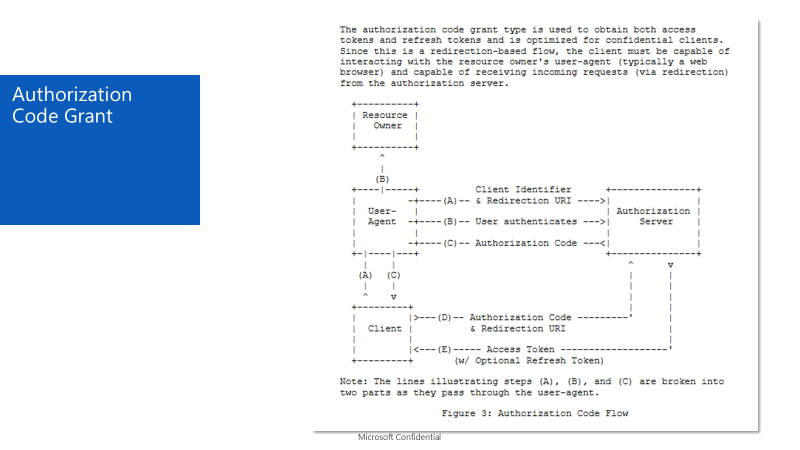 Authorization
Code Grant
The authorization code grant type is used to obtain both access
tokens and refresh tokens and is optimized for confidential clients.
Since this is a redirection-based flow, the client must be capable of
interacting with the resource owner's user-agent (typically a web
browser) and capable of receiving incoming requests (via redirection)
from the authorization server.
+----------+
| Resource |
|   Owner  |
|          |
+----------+
     ^
     |
    (B)
+----|-----+          Client Identifier      +---------------+
|         -+----(A)-- & Redirection URI ---->|               |
|  User-   |                                 | Authorization |
|  Agent  -+----(B)-- User authenticates --->|     Server    |
|          |                                 |               |
|         -+----(C)-- Authorization Code ---<|               |
+-|----|---+                                 +---------------+
  |    |                                         ^      v
 (A)  (C)                                        |      |
  |    |                                         |      |
  ^    v                                         |      |
+---------+                                      |      |
|         |>---(D)-- Authorization Code ---------'      |
|  Client |          & Redirection URI                  |
|         |                                             |
|         |<---(E)----- Access Token -------------------'
+---------+       (w/ Optional Refresh Token)
Note: The lines illustrating steps (A), (B), and (C) are broken into
two parts as they pass through the user-agent.
Figure 3: Authorization Code Flow
Microsoft Confidential